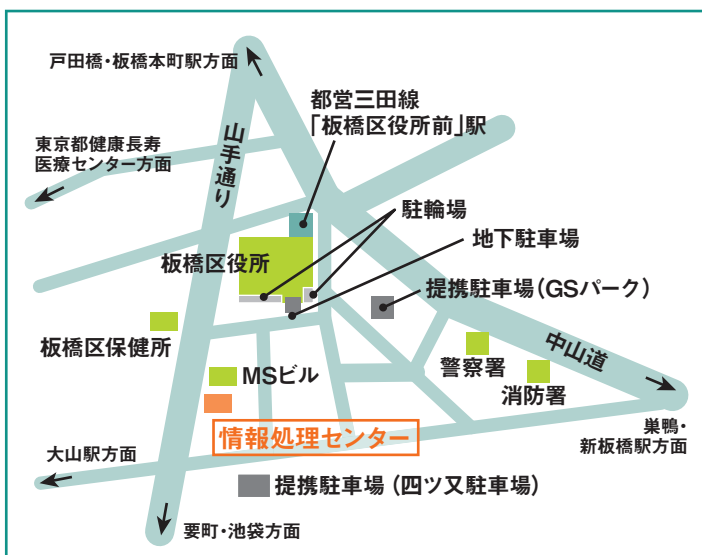 戸田橋・板橋本町駅方面
都営三田線
「板橋区役所前」駅
東京都健康長寿
医療センター方面
山手通り
駐輪場
地下駐車場
板橋区役所
提携駐車場(GSパーク)
板橋区保健所
中山道
警察署
MSビル
消防署
情報処理センター
巣鴨・
新板橋駅方面
大山駅方面
提携駐車場 (四ツ又駐車場)
要町・池袋方面